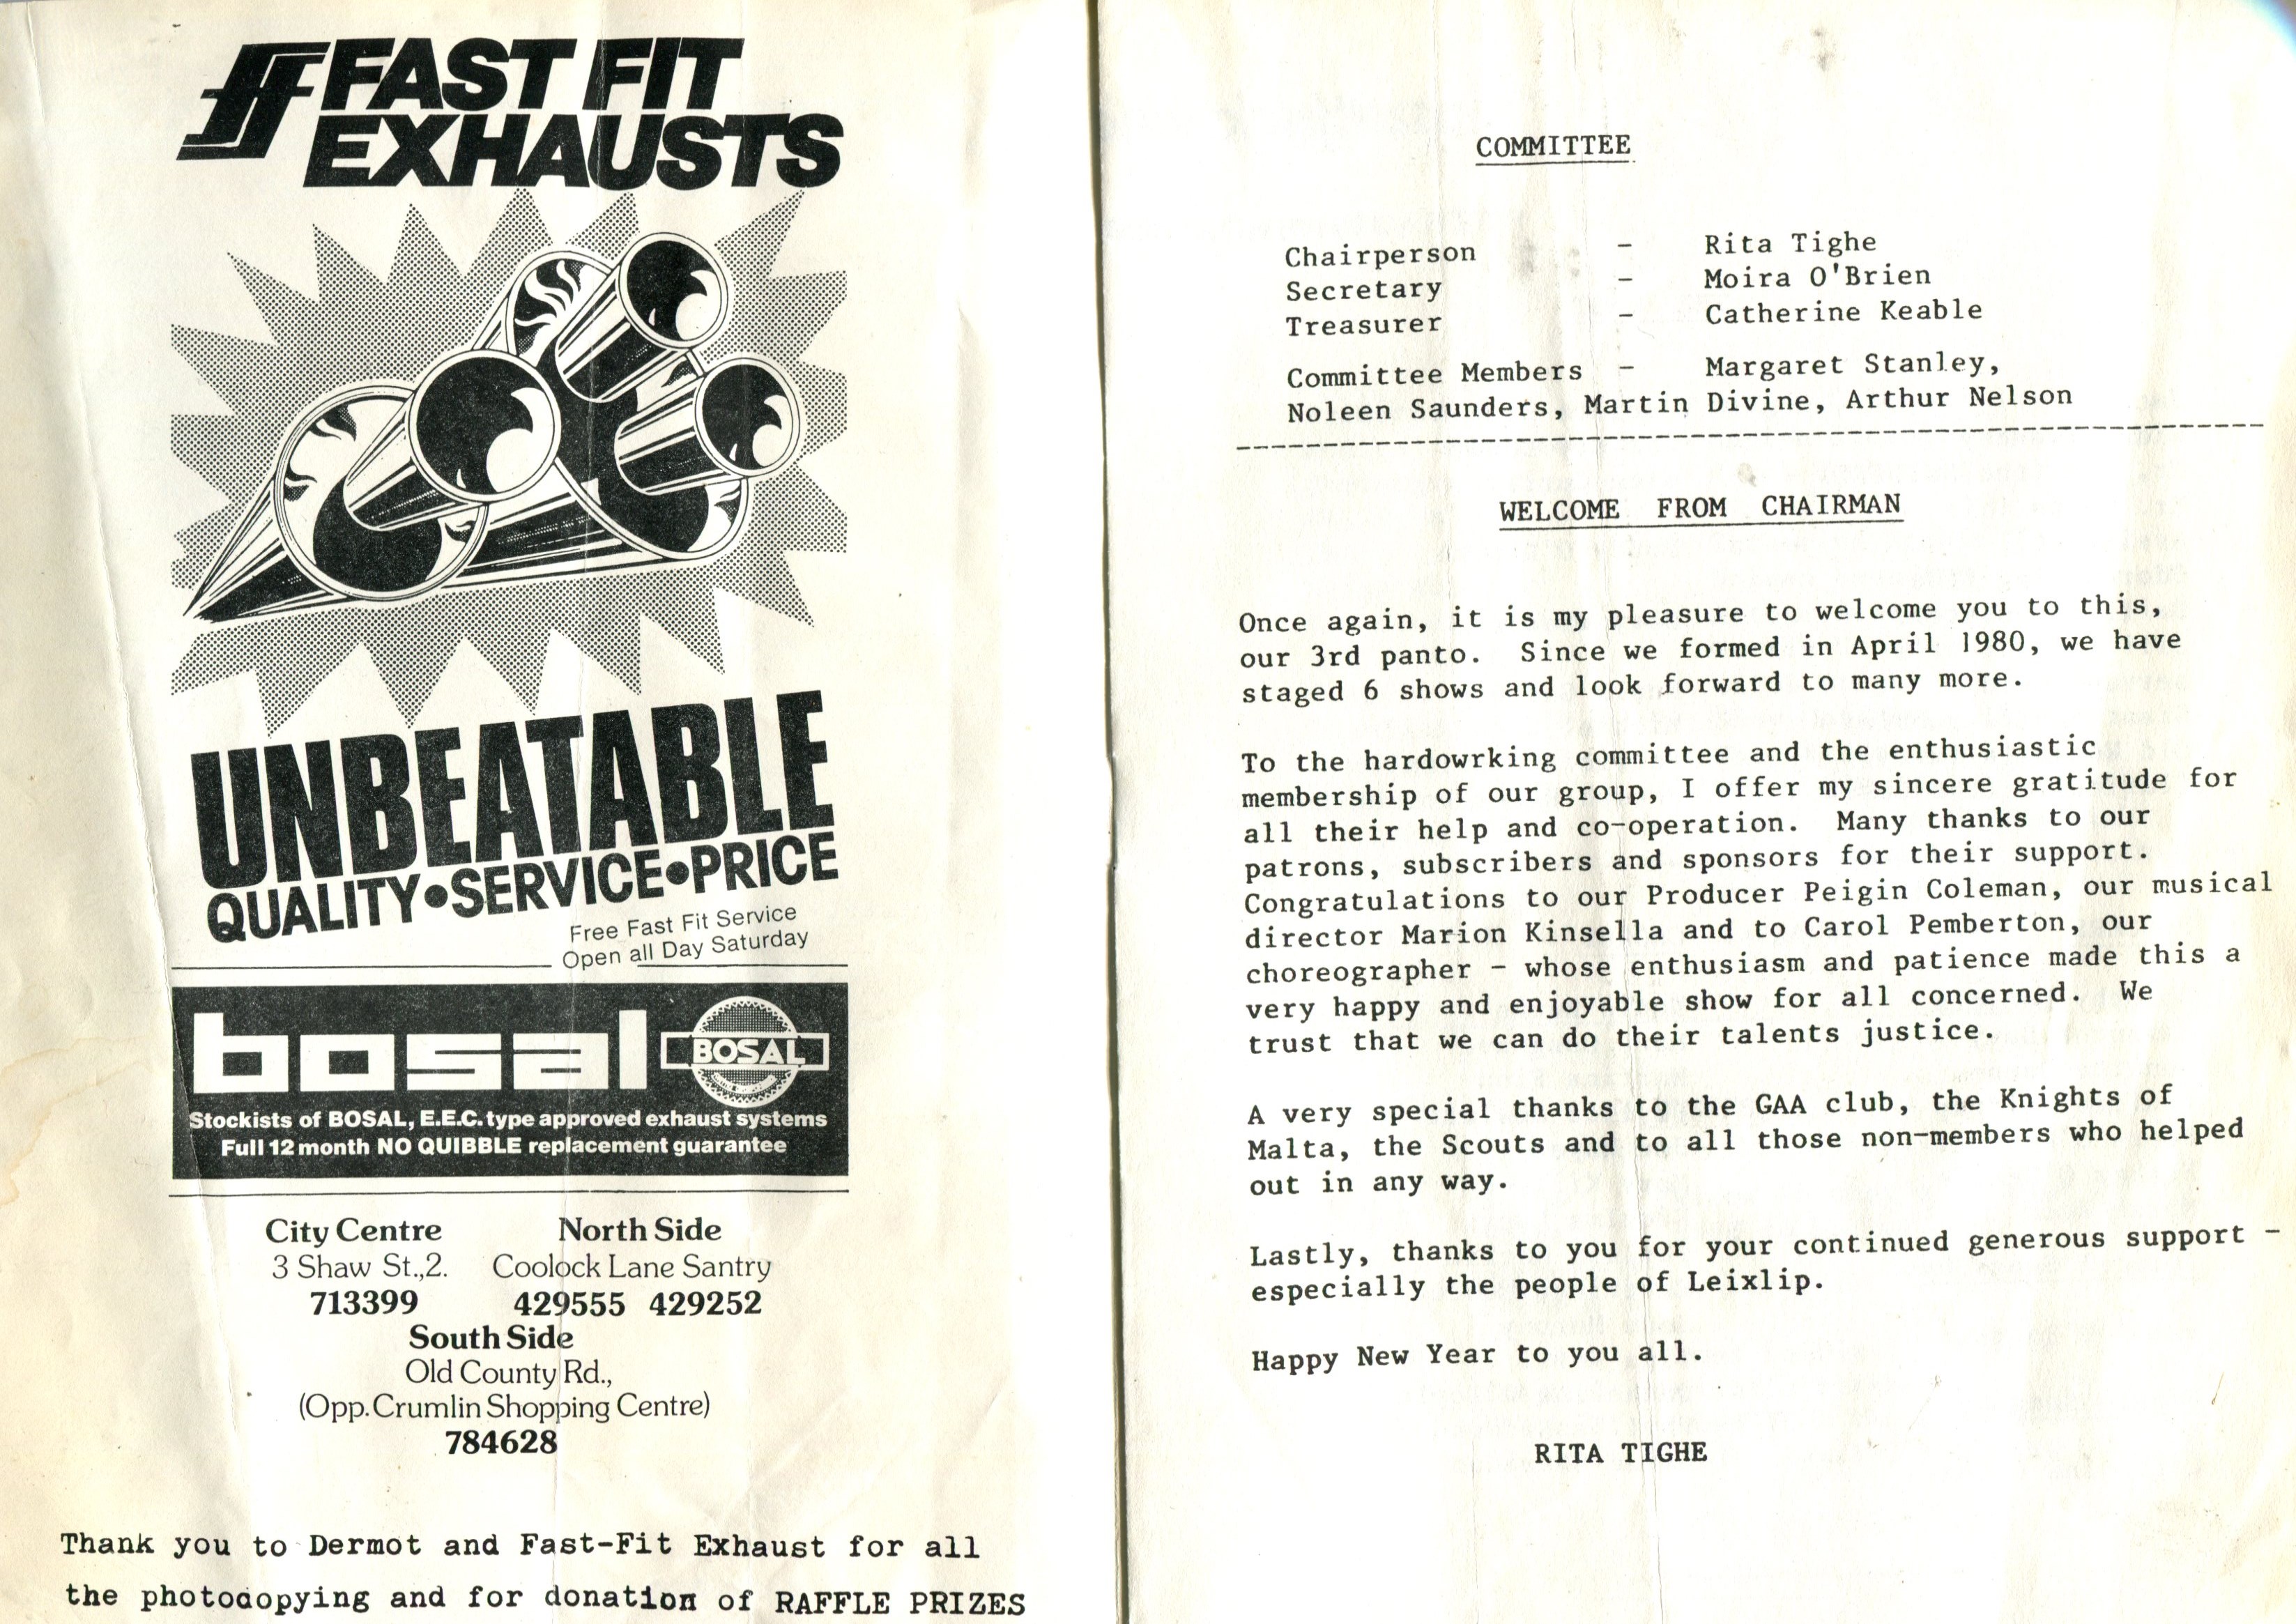 ff FAST FIT
EXHAUSTS
UNBEATABLE
QUALITY•SERVICE•PRICE
Free Fast Fit Service
Open all Day Saturday
bosal BOSAL
Stockists of BOSAL, E.E.C. type approved exhaust systems
Full 12 month NO QUIBBLE replacement guarantee
City Centre
3 Shaw St.,2.
713399
North Side
Coolock Lane Santry
429555 429252
South Side
Old County Rd.,
(Opp. Crumlin Shopping Centre)
784628
Thank you to Dermot and Fast-Fit Exhaust for all
the photocopying and for donation of RAFFLE PRIZES
COMMITTEE
Chairperson - Rita Tighe
Secretary - Moira O'Brien
Treasurer - Catherine Keable
Committee Members - Margaret Stanley,
Noleen Saunders, Martin Divine, Arthur Nelson
WELCOME FROM CHAIRMAN
Once again, it is my pleasure to welcome you to this,
our 3rd panto. Since we formed in April 1980, we have
staged 6 shows and look forward to many more.
To the hardowrking committee and the enthusiastic
membership of our group, I offer my sincere gratitude for
all their help and co-operation. Many thanks to our
patrons, subscribers and sponsors for their support.
Congratulations to our Producer Peigin Coleman, our musical
director Marion Kinsella and to Carol Pemberton, our
choreographer - whose enthusiasm and patience made this a
very happy and enjoyable show for all concerned. We
trust that we can do their talents justice.
A very special thanks to the GAA club, the Knights of
Malta, the Scouts and to all those non-members who helped
out in any way.
Lastly, thanks to you for your continued generous support -
especially the people of Leixlip.
Happy New Year to you all.
RITA TIGHE